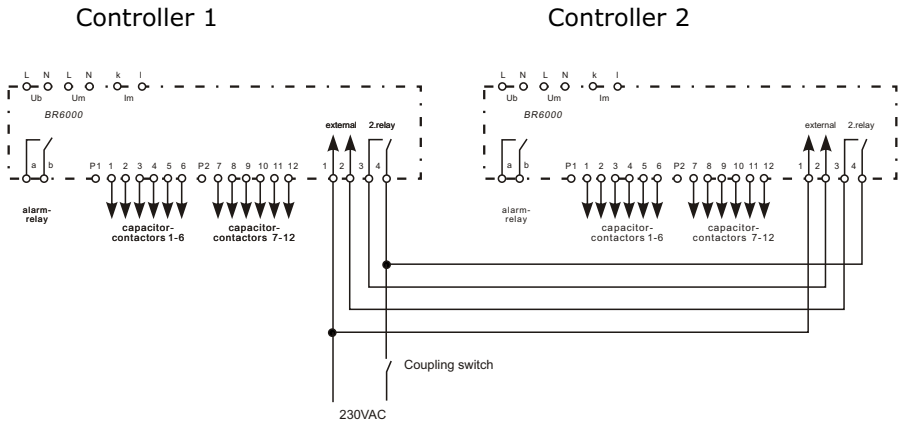 Controller 1
Controller 2
L N L N k l
Ub Um Im
BR6000
external 2.relay
a b P1 1 2 3 4 5 6 P2 7 8 9 10 11 12 1 2 3 4
alarm-
relay
capacitor-
contactors 1-6
capacitor-
contactors 7-12
L N L N k l
Ub Um Im
BR6000
external 2.relay
a b P1 1 2 3 4 5 6 P2 7 8 9 10 11 12 1 2 3 4
alarm-
relay
capacitor-
contactors 1-6
capacitor-
contactors 7-12
Coupling switch
230VAC